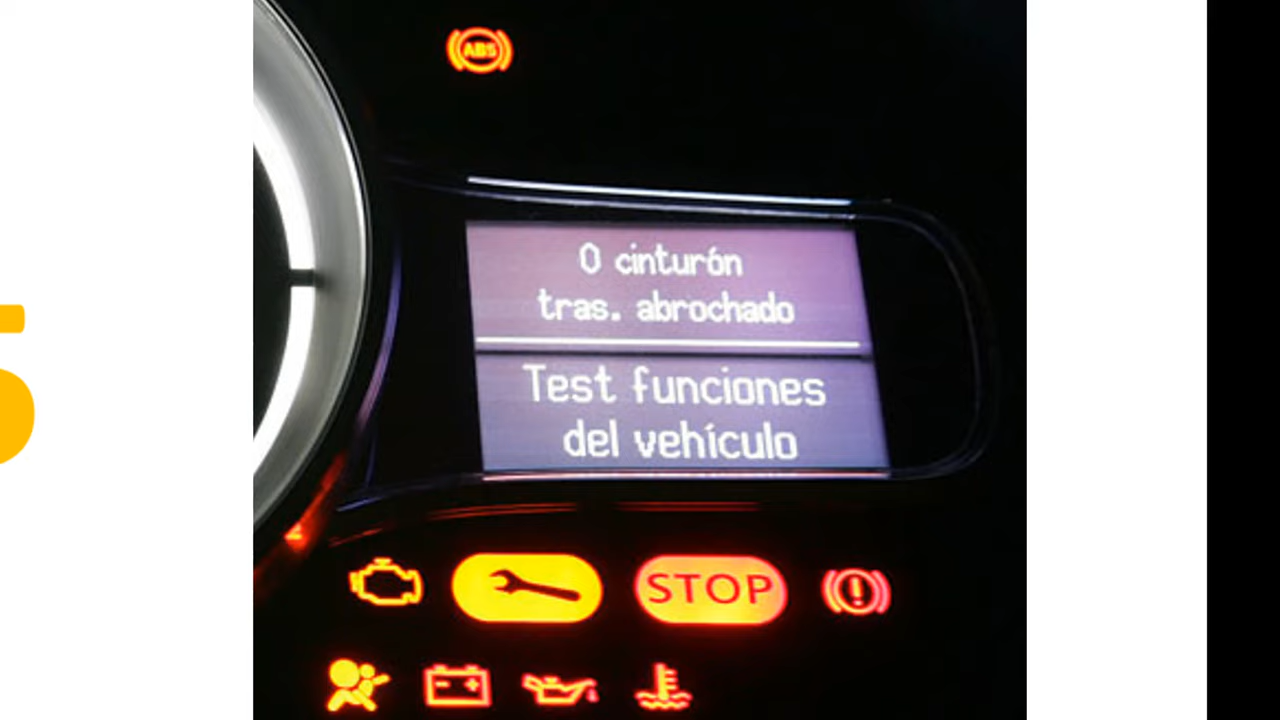 ABS
0 cinturón
tras. abrochado
Test funciones
del vehículo
STOP